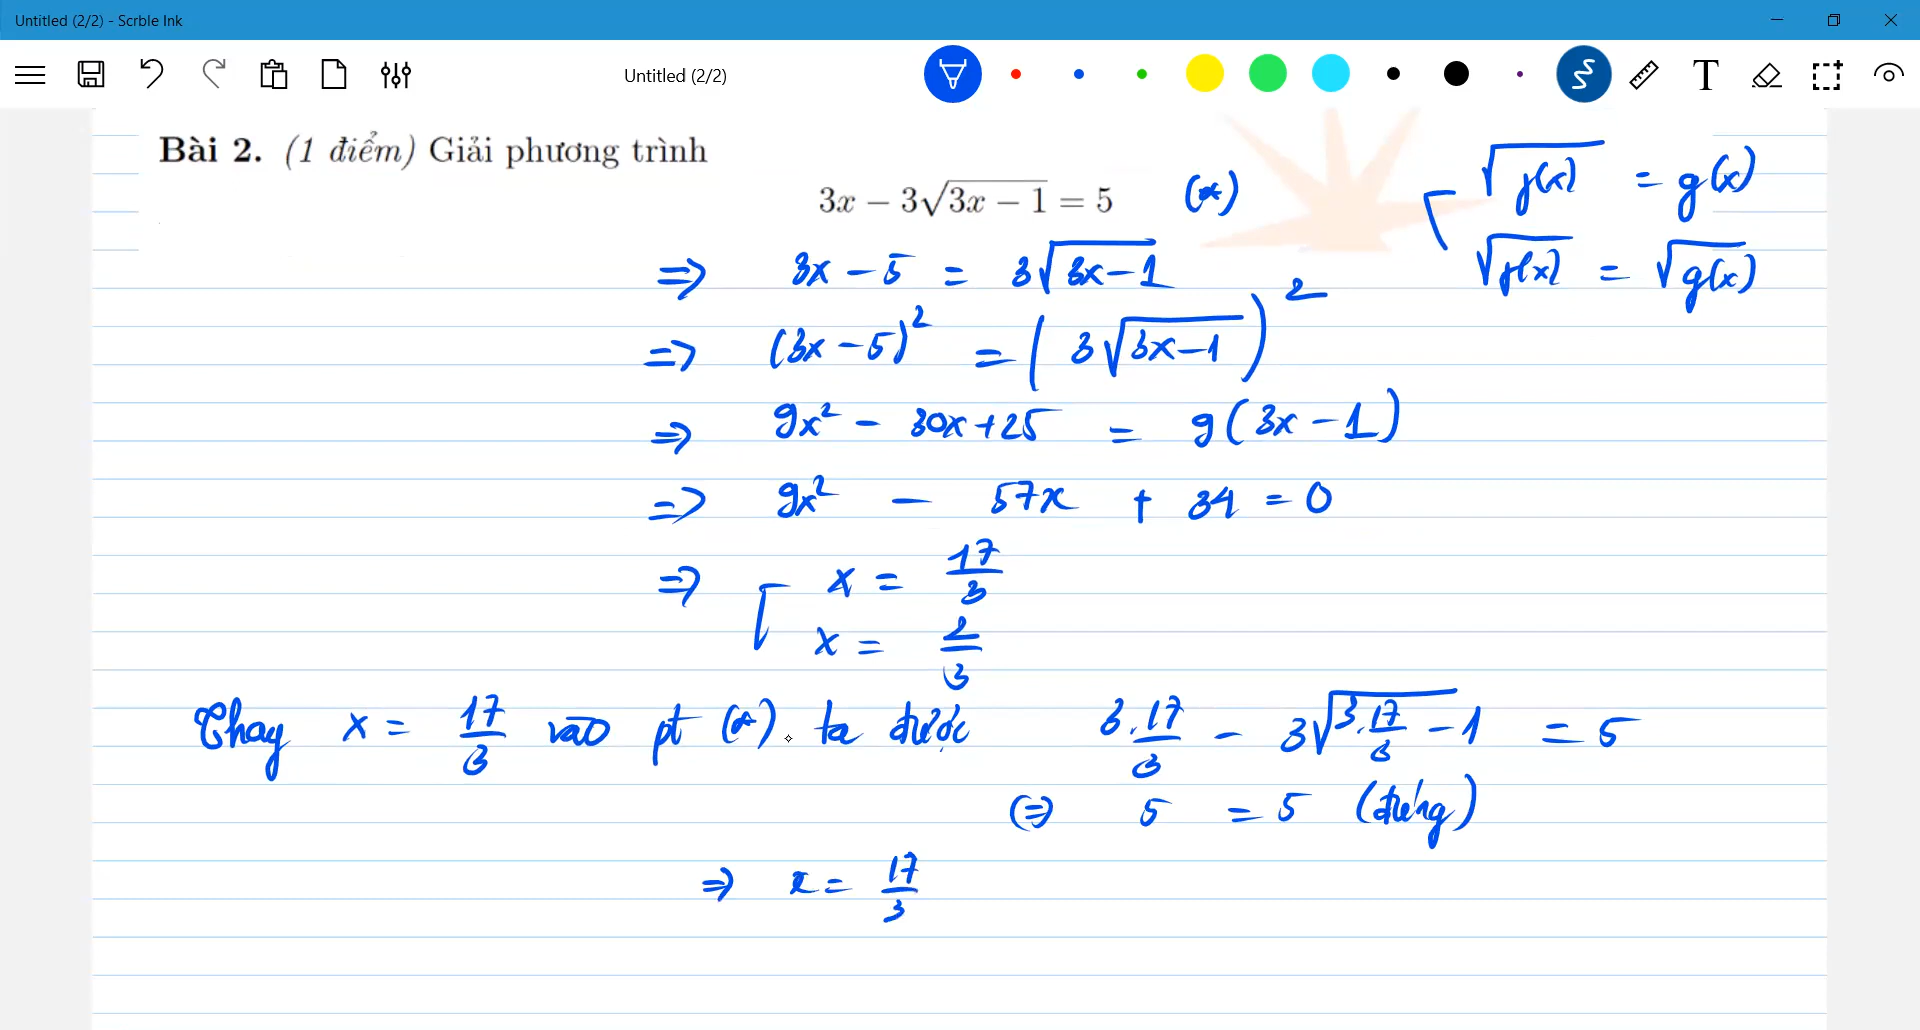 Untitled (2/2) - Scrble Ink
Untitled (2/2)
T
Bài 2. (1 điểm) Giải phương trình
3x − 3√(3x − 1) = 5 (*)
√f(x) = g(x)
√f(x) = √g(x)
=> 3x − 5 = 3√(3x−1)
=> (3x − 5)² = (3√(3x−1))²
=> 9x² − 30x + 25 = 9(3x − 1)
=> 9x² − 57x + 34 = 0
=> [ x = 17/3
x = 2/3
Thay x = 17/3 vào pt (*). ta được 3.17/3 − 3√(3.17/3 − 1) = 5
(=) 5 = 5 (đúng)
=> x = 17/3